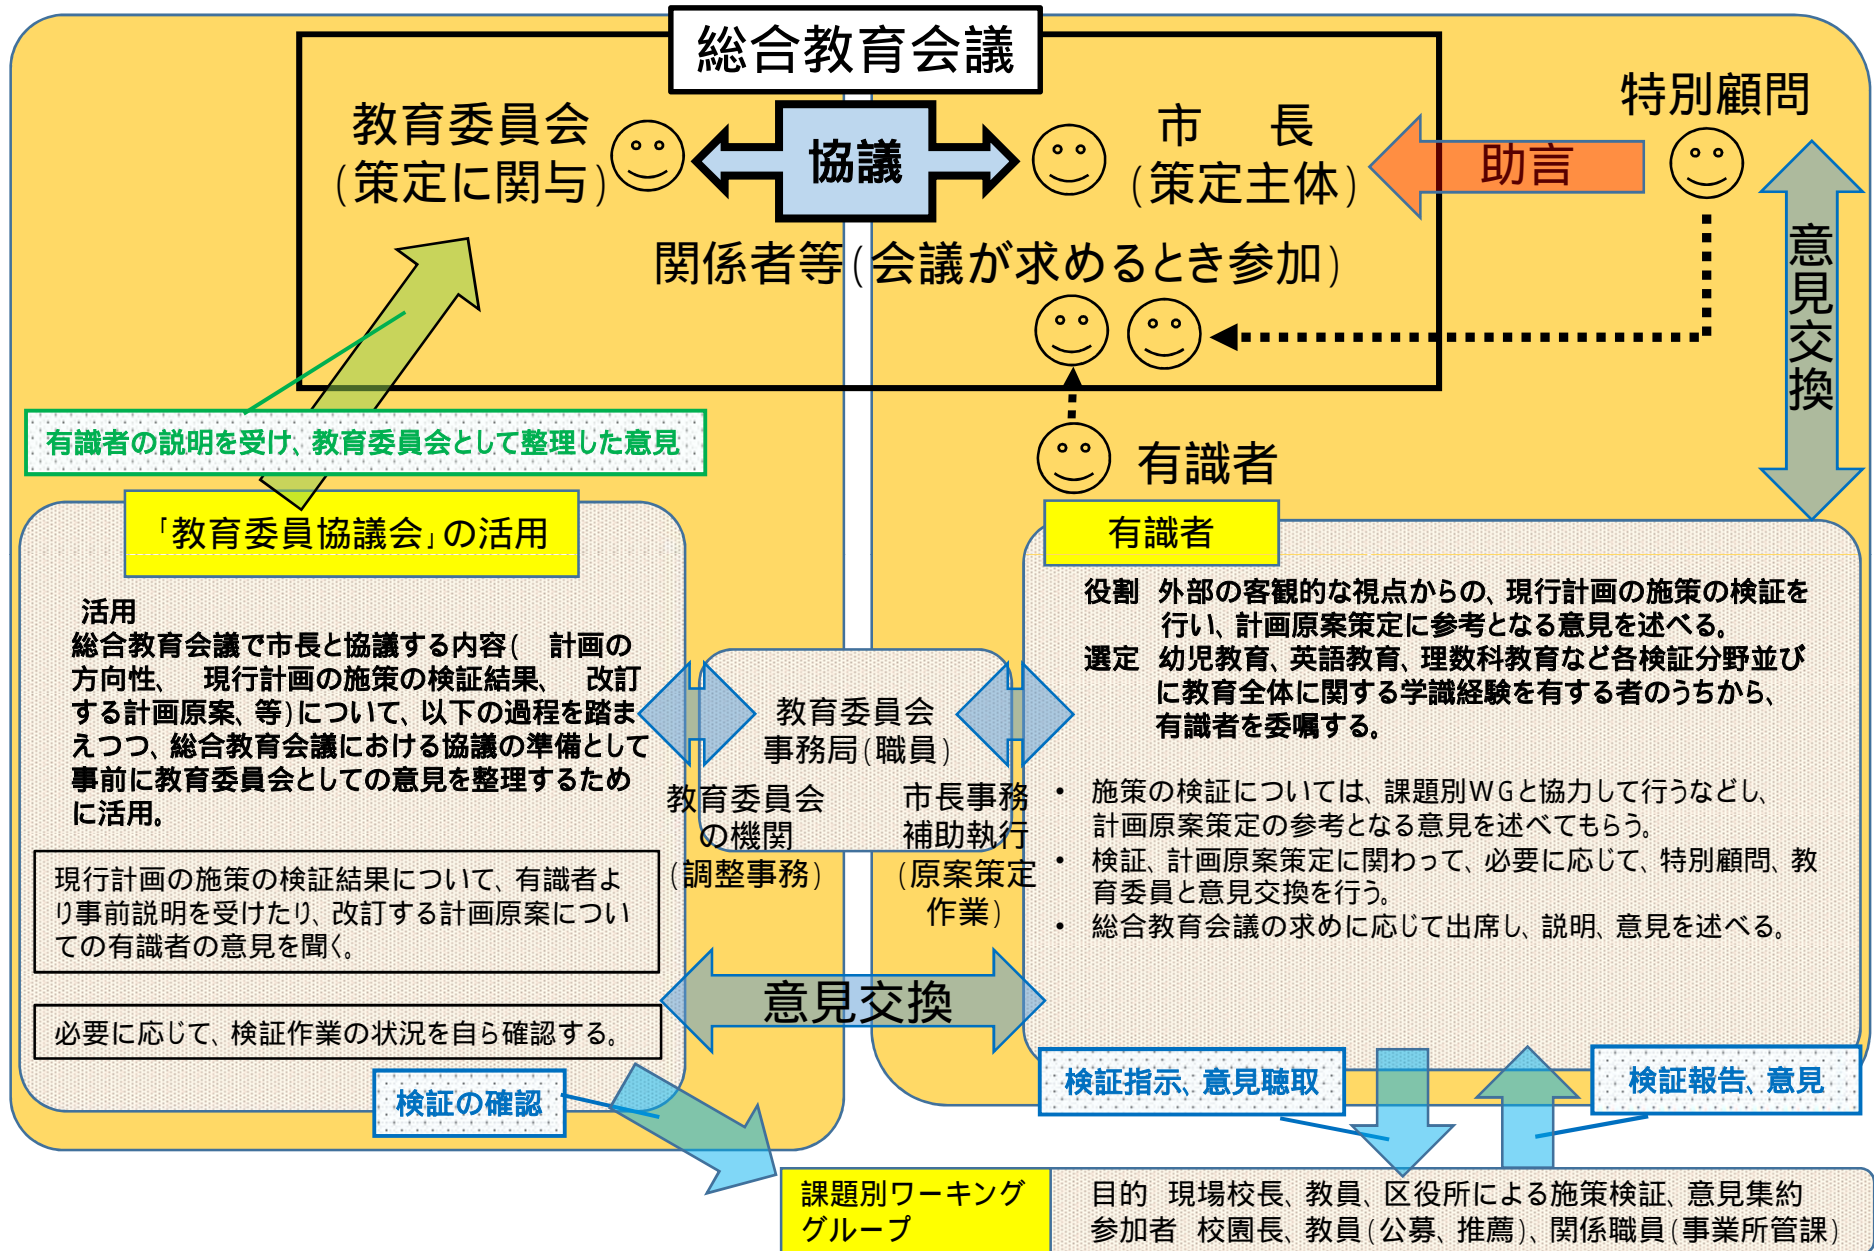 総合教育会議
教育委員会
(策定に関与)
協議
市　長
(策定主体)
特別顧問
助言
関係者等(会議が求めるとき参加)
意見交換
有識者の説明を受け、教育委員会として整理した意見
有識者
「教育委員協議会」の活用
活用
総合教育会議で市長と協議する内容(　計画の
方向性、　現行計画の施策の検証結果、　改訂
する計画原案、等)について、以下の過程を踏ま
えつつ、総合教育会議における協議の準備として
事前に教育委員会としての意見を整理するため
に活用。
現行計画の施策の検証結果について、有識者よ
り事前説明を受けたり、改訂する計画原案につい
ての有識者の意見を聞く。
必要に応じて、検証作業の状況を自ら確認する。
検証の確認
教育委員会
事務局(職員)
教育委員会
の機関
(調整事務)
市長事務
補助執行
(原案策定
作業)
意見交換
有識者
役割　外部の客観的な視点からの、現行計画の施策の検証を
行い、計画原案策定に参考となる意見を述べる。
選定　幼児教育、英語教育、理数科教育など各検証分野並び
に教育全体に関する学識経験を有する者のうちから、
有識者を委嘱する。
• 施策の検証については、課題別WGと協力して行うなどし、
計画原案策定の参考となる意見を述べてもらう。
• 検証、計画原案策定に関わって、必要に応じて、特別顧問、教
育委員と意見交換を行う。
• 総合教育会議の求めに応じて出席し、説明、意見を述べる。
検証指示、意見聴取
検証報告、意見
課題別ワーキング
グループ
目的　現場校長、教員、区役所による施策検証、意見集約
参加者　校園長、教員(公募、推薦)、関係職員(事業所管課)